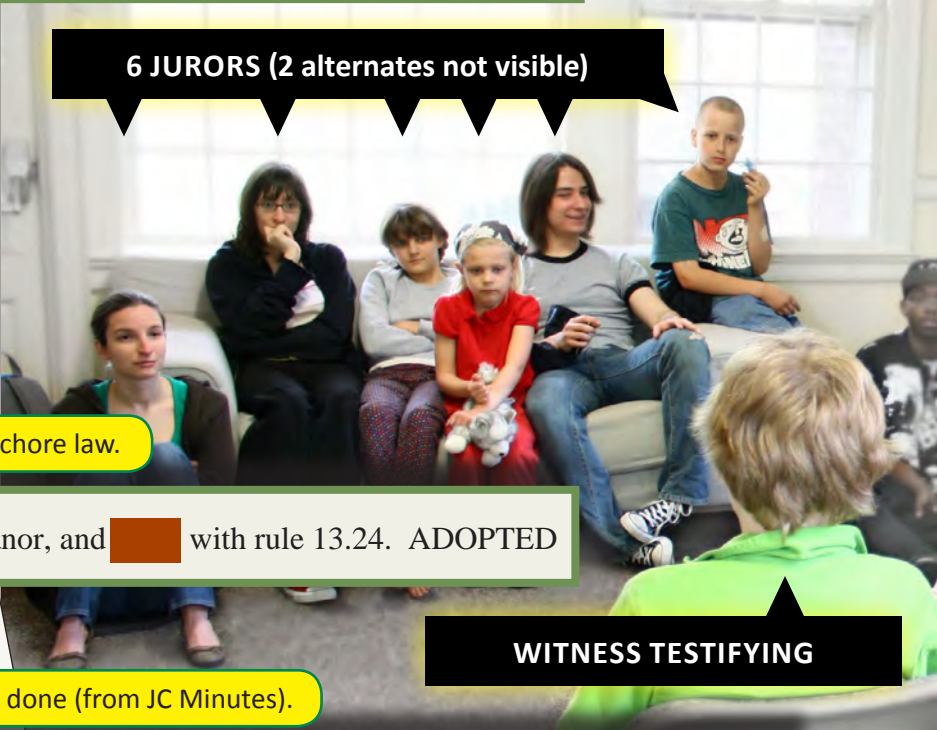 6 JURORS (2 alternates not visible)
NO
chore law.
nor, and with rule 13.24. ADOPTED
WITNESS TESTIFYING
done (from JC Minutes).